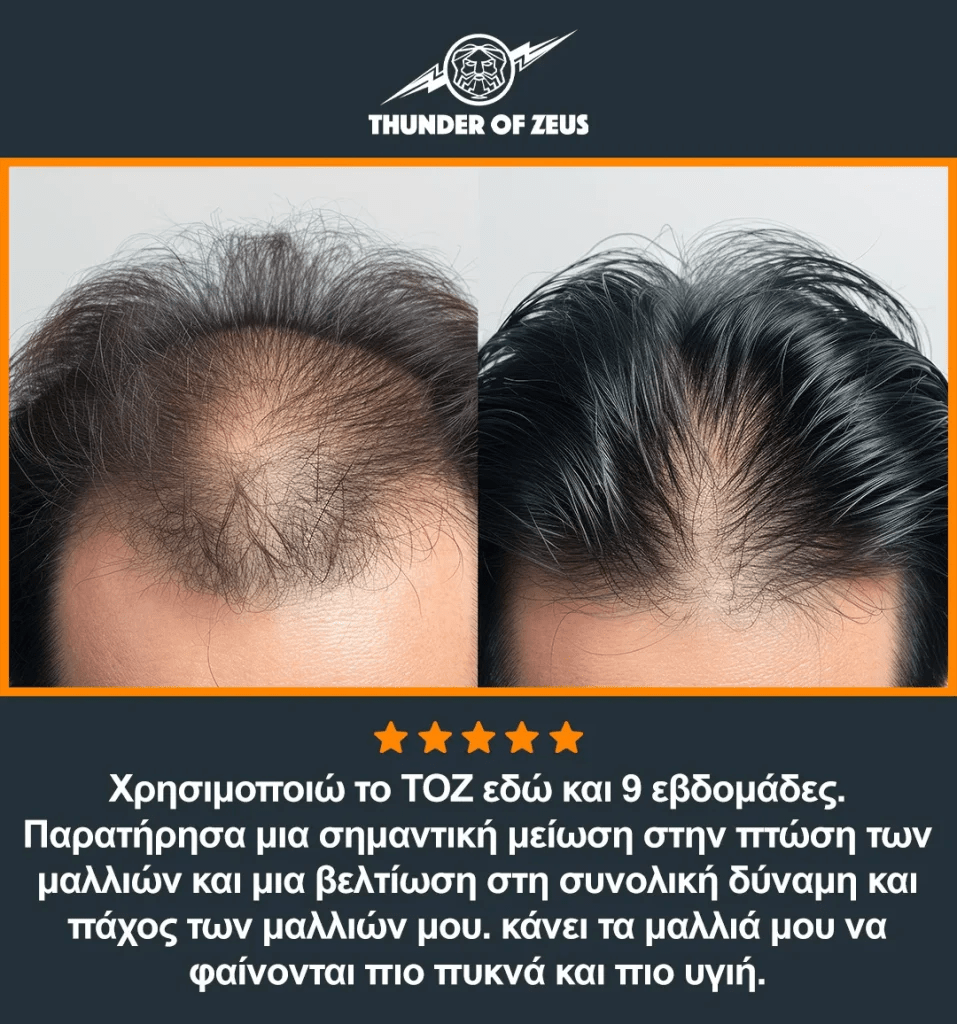 THUNDER OF ZEUS
Χρησιμοποιώ το TOZ εδώ και 9 εβδομάδες.
Παρατήρησα μια σημαντική μείωση στην πτώση των
μαλλιών και μια βελτίωση στη συνολική δύναμη και
πάχος των μαλλιών μου. κάνει τα μαλλιά μου να
φαίνονται πιο πυκνά και πιο υγιή.